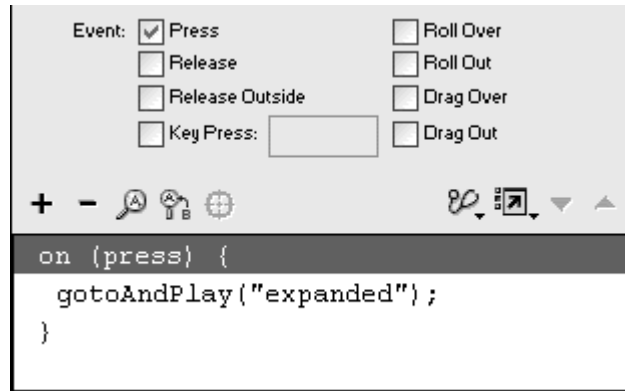 Event: Press Roll Over
Release Roll Out
Release Outside Drag Over
Key Press: Drag Out
on (press) {
gotoAndPlay("expanded");
}